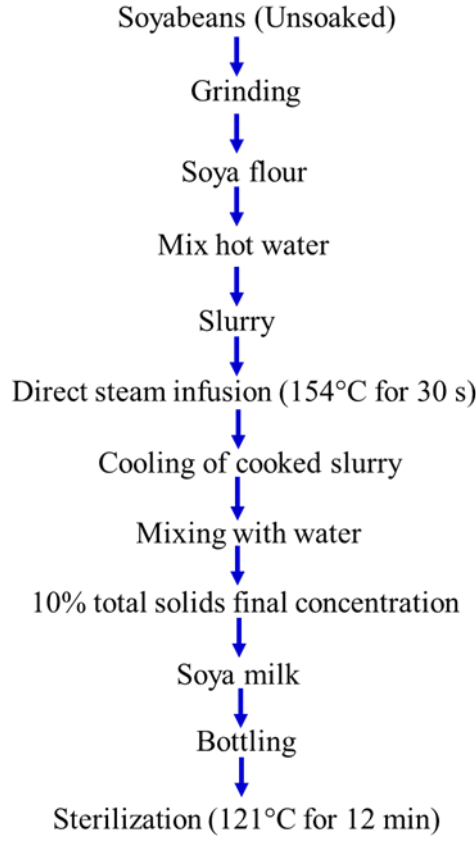 Soyabeans (Unsoaked)
Grinding
Soya flour
Mix hot water
Slurry
Direct steam infusion (154°C for 30 s)
Cooling of cooked slurry
Mixing with water
10% total solids final concentration
Soya milk
Bottling
Sterilization (121°C for 12 min)